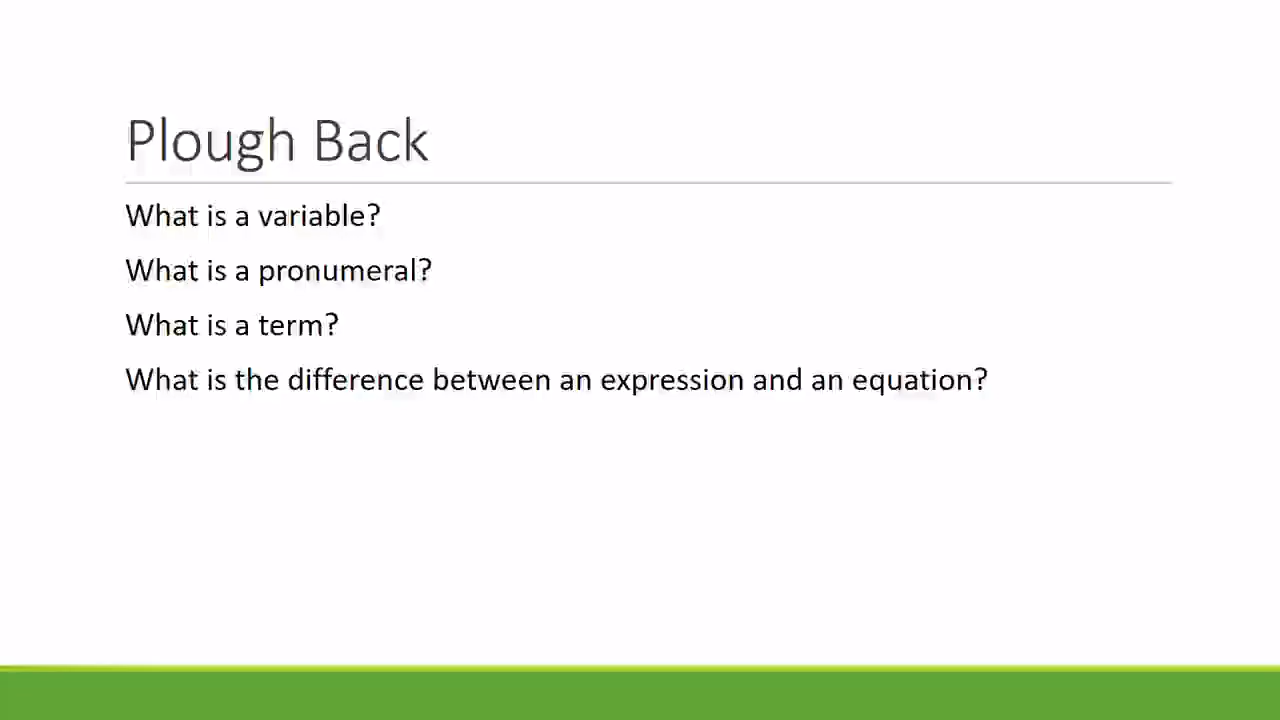 Plough Back
What is a variable?
What is a pronumeral?
What is a term?
What is the difference between an expression and an equation?